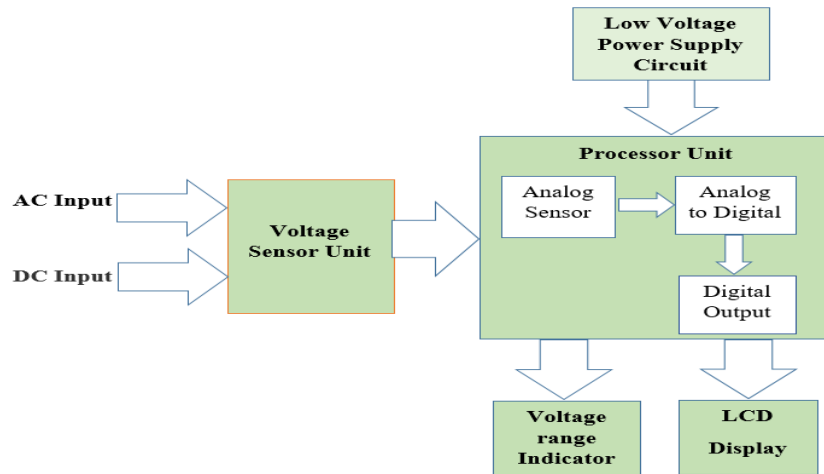 Low Voltage
Power Supply
Circuit
Processor Unit
Analog
Sensor
Analog
to Digital
AC Input
DC Input
Voltage
Sensor Unit
Digital
Output
Voltage
range
Indicator
LCD
Display